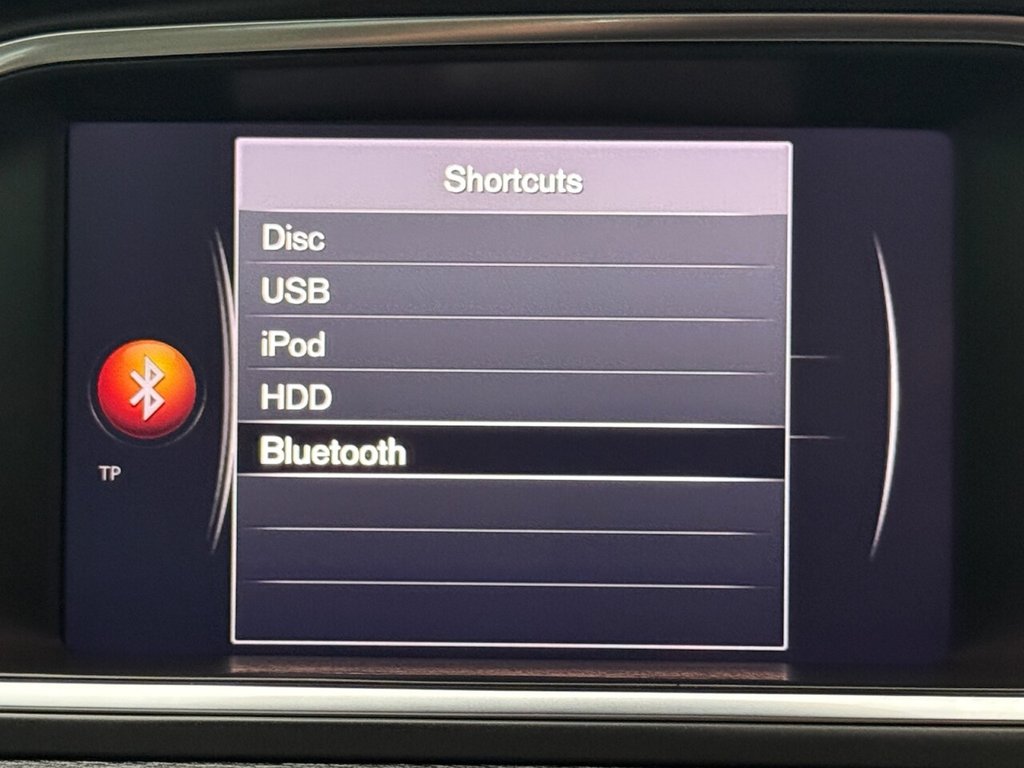 Shortcuts
Disc
USB
iPod
HDD
Bluetooth
TP